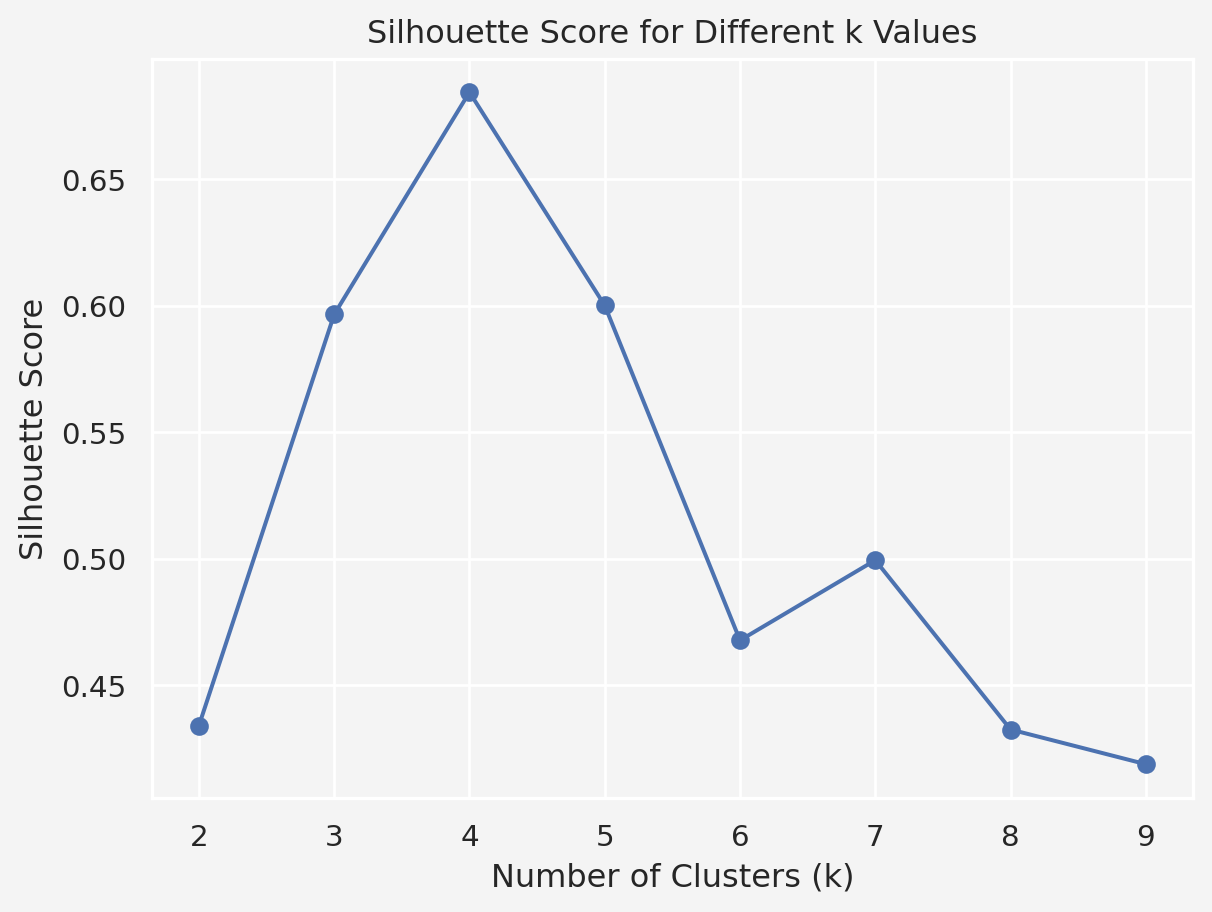 Silhouette Score for Different k Values
Silhouette Score
0.65
0.60
0.55
0.50
0.45
2 3 4 5 6 7 8 9
Number of Clusters (k)